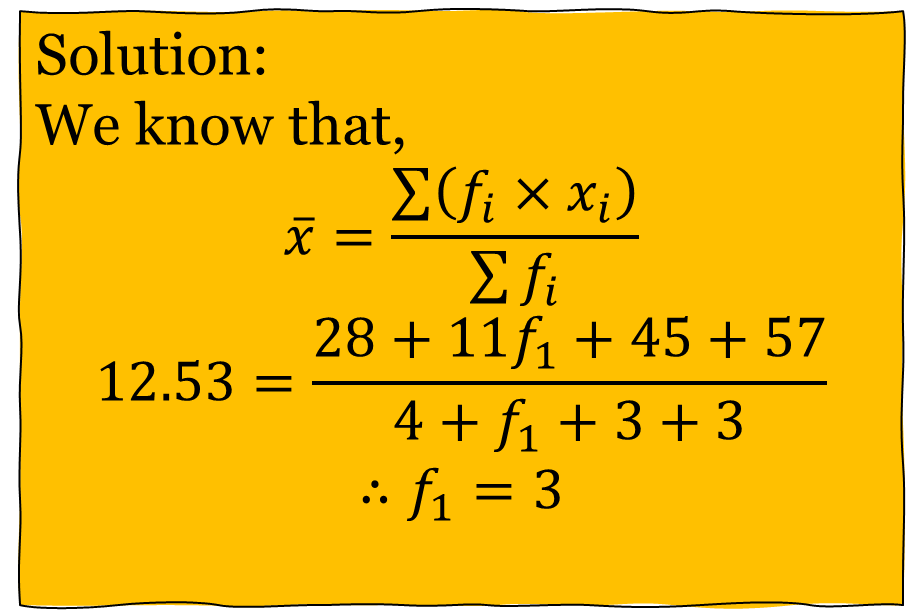 Solution:
We know that,
x̄ = ∑(fᵢ × xᵢ) / ∑ fᵢ
12.53 = (28 + 11f₁ + 45 + 57) / (4 + f₁ + 3 + 3)
∴ f₁ = 3